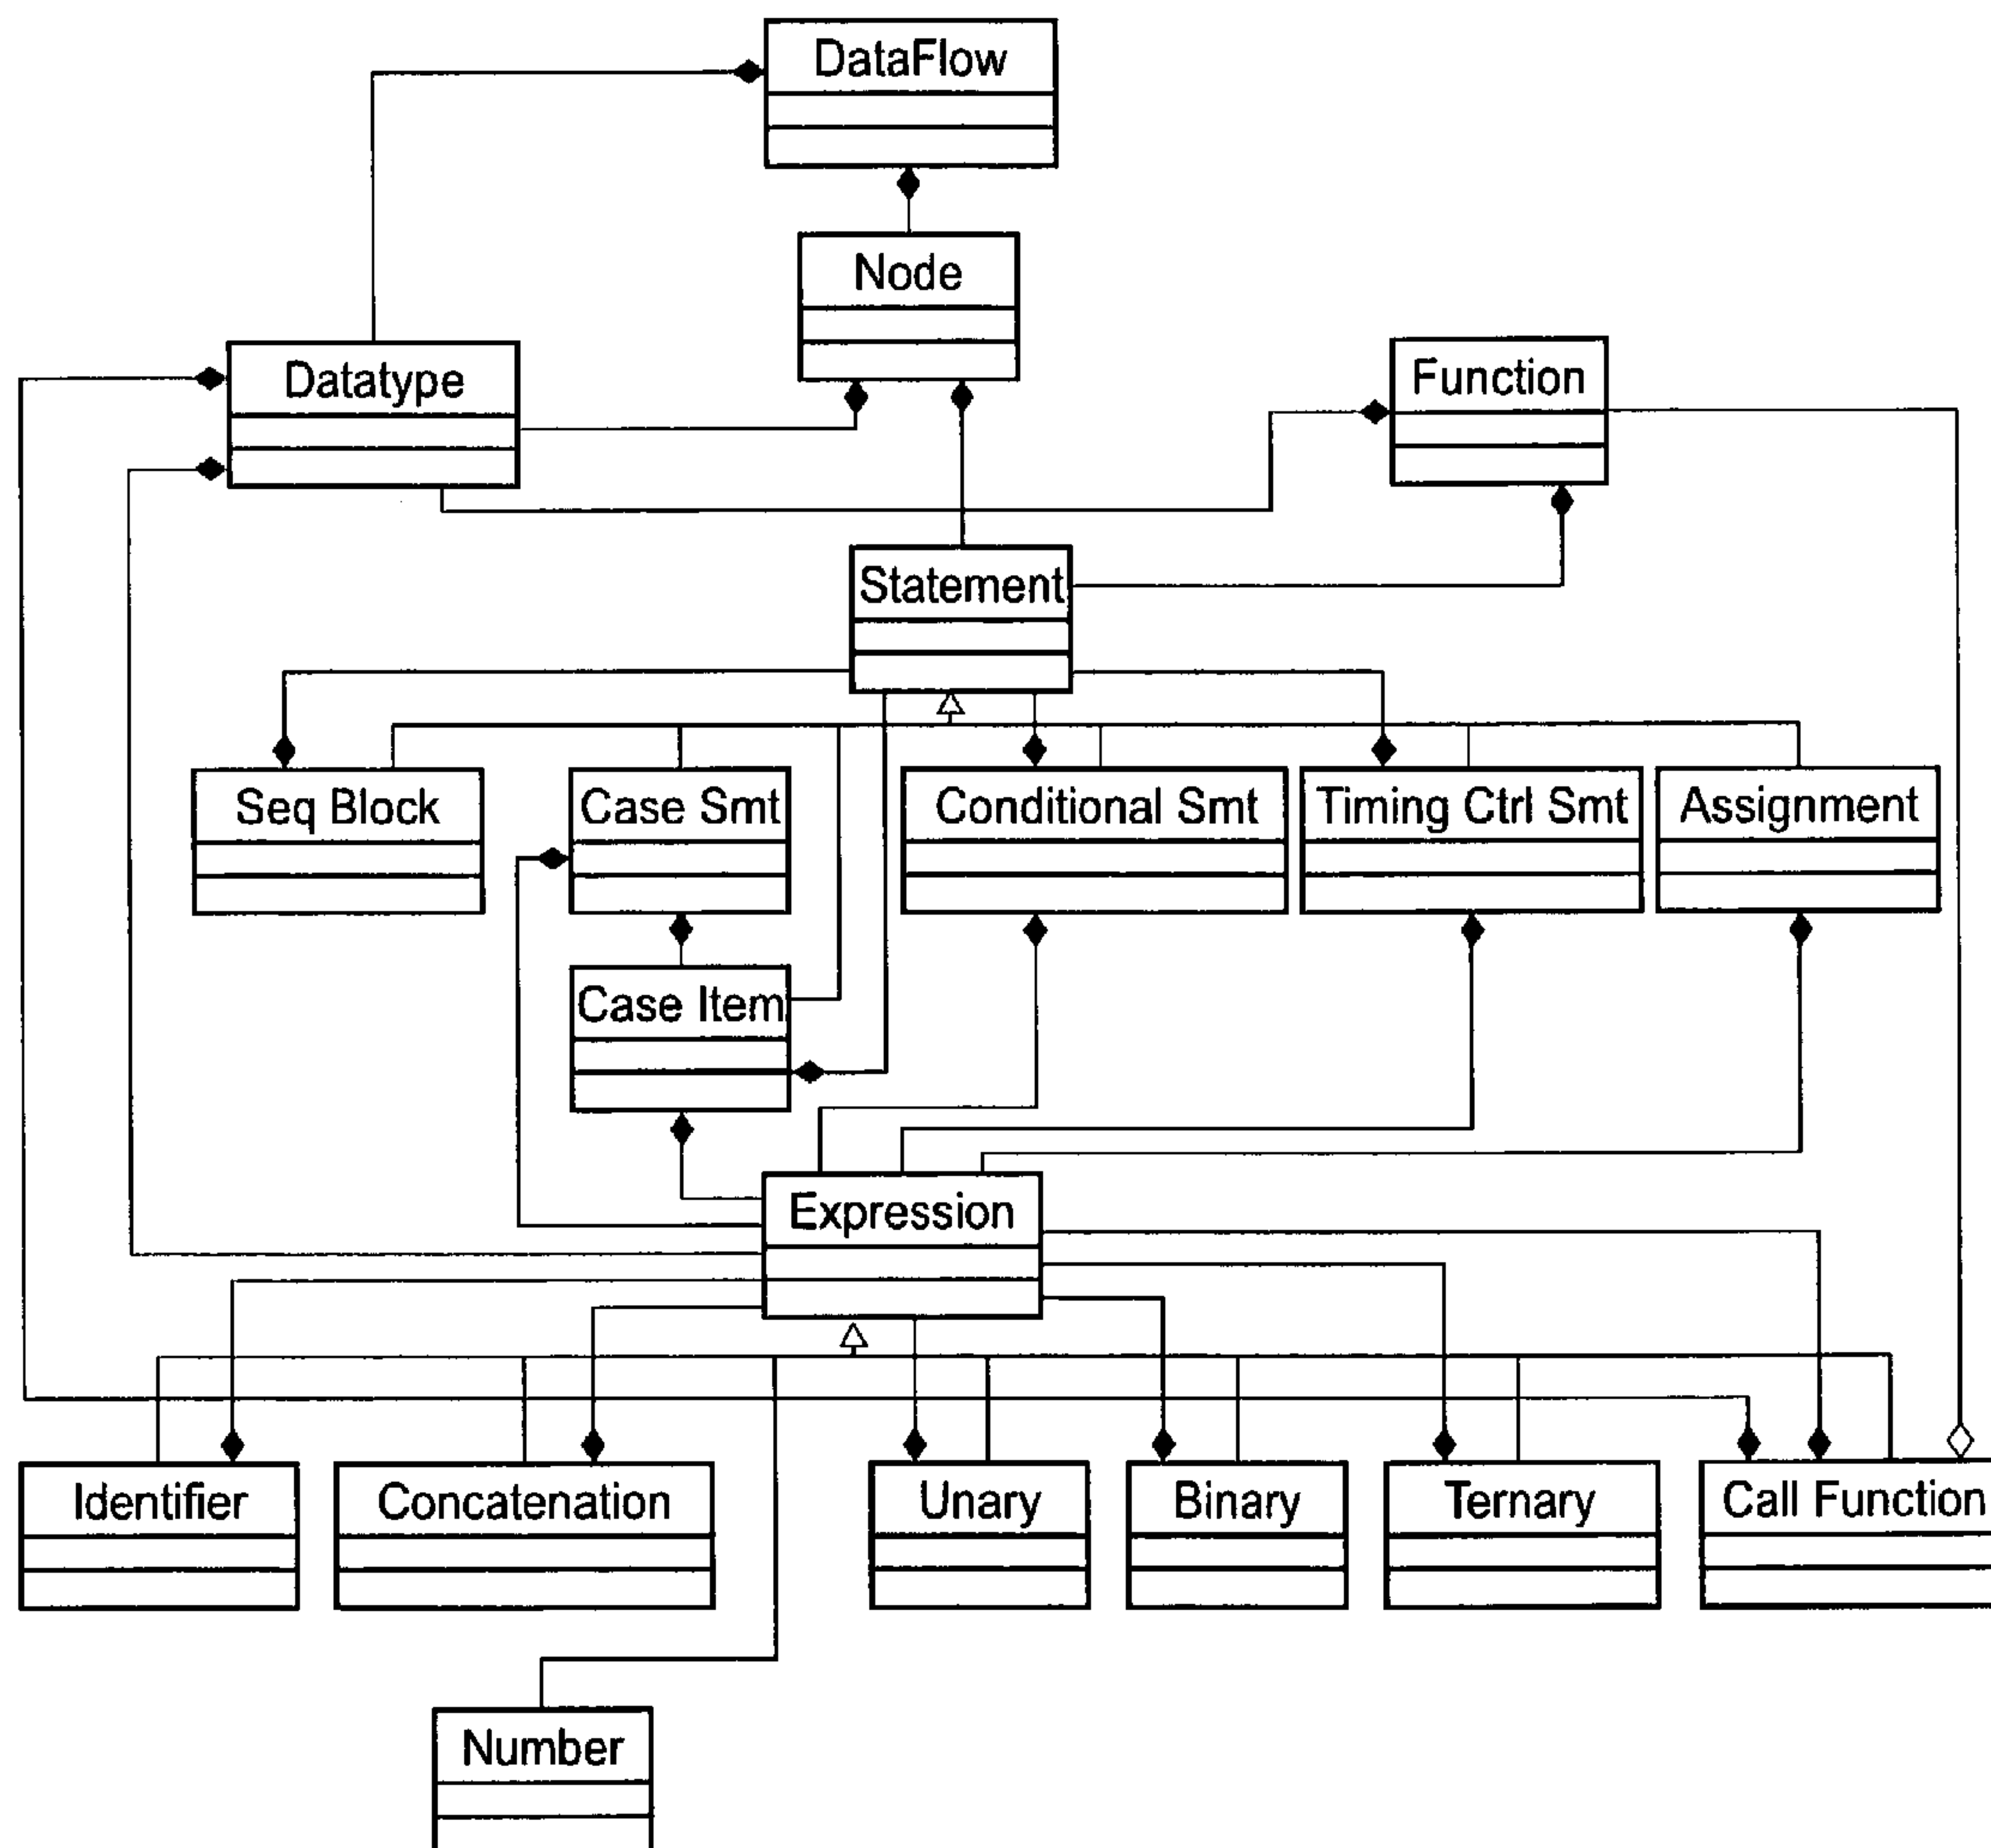 DataFlow
Node
Datatype
Function
Statement
Seq Block
Case Smt
Conditional Smt
Timing Ctrl Smt
Assignment
Case Item
Expression
Identifier
Concatenation
Unary
Binary
Ternary
Call Function
Number